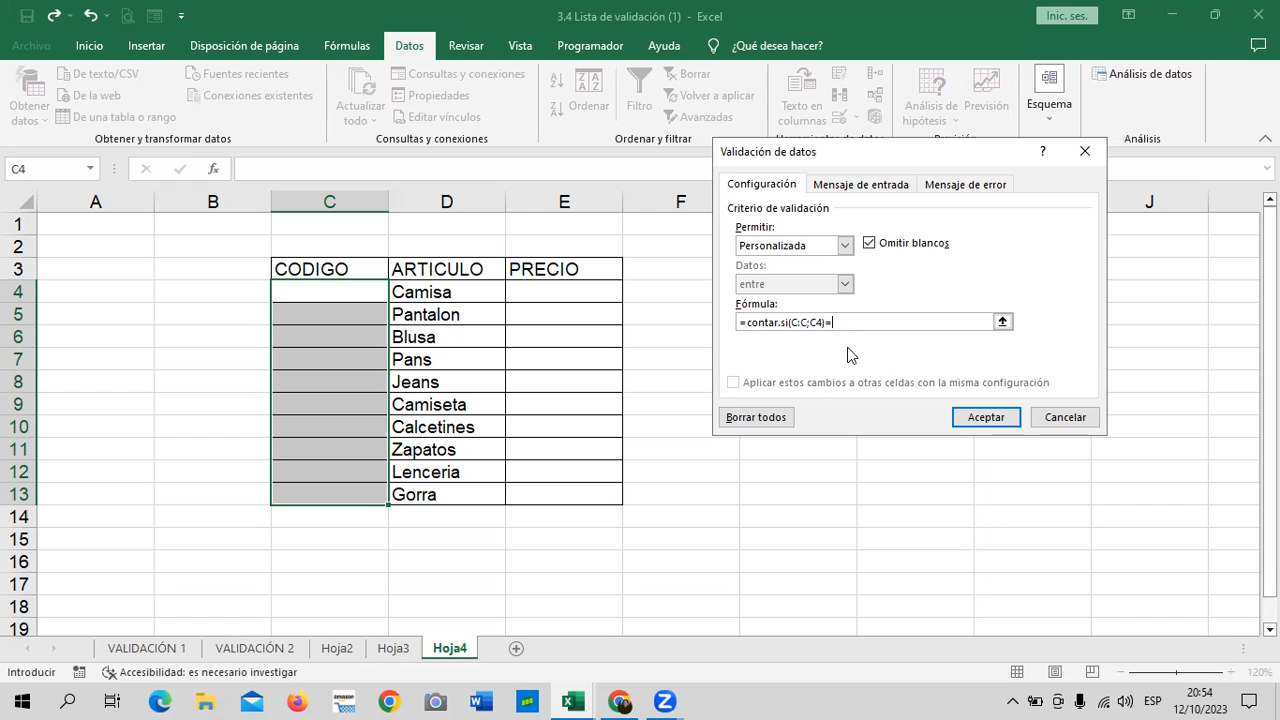 3.4 Lista de validación (1) - Excel
Inic. ses.
Archivo Inicio Insertar Disposición de página Fórmulas Datos Revisar Vista Programador Ayuda ¿Qué desea hacer?
Obtener datos
De texto/CSV
De la web
De una tabla o rango
Fuentes recientes
Conexiones existentes
Obtener y transformar datos
Actualizar todo
Consultas y conexiones
Propiedades
Editar vínculos
Consultas y conexiones
Ordenar
Filtro
Borrar
Volver a aplicar
Avanzadas
Ordenar y filtrar
Texto en columnas
Análisis de hipótesis
Previsión
Esquema
Análisis de datos
Análisis
C4
fx
A B C D E F J
1
2
3 CODIGO ARTICULO PRECIO
4 Camisa
5 Pantalon
6 Blusa
7 Pans
8 Jeans
9 Camiseta
10 Calcetines
11 Zapatos
12 Lenceria
13 Gorra
14
15
16
17
18
19
Validación de datos
?
Configuración Mensaje de entrada Mensaje de error
Criterio de validación
Permitir:
Personalizada Omitir blancos
Datos:
entre
Fórmula:
=contar.si(C:C;C4)=
Aplicar estos cambios a otras celdas con la misma configuración
Borrar todos Aceptar Cancelar
VALIDACIÓN 1 VALIDACIÓN 2 Hoja2 Hoja3 Hoja4
Introducir Accesibilidad: es necesario investigar 120%
ESP
20:54
12/10/2023